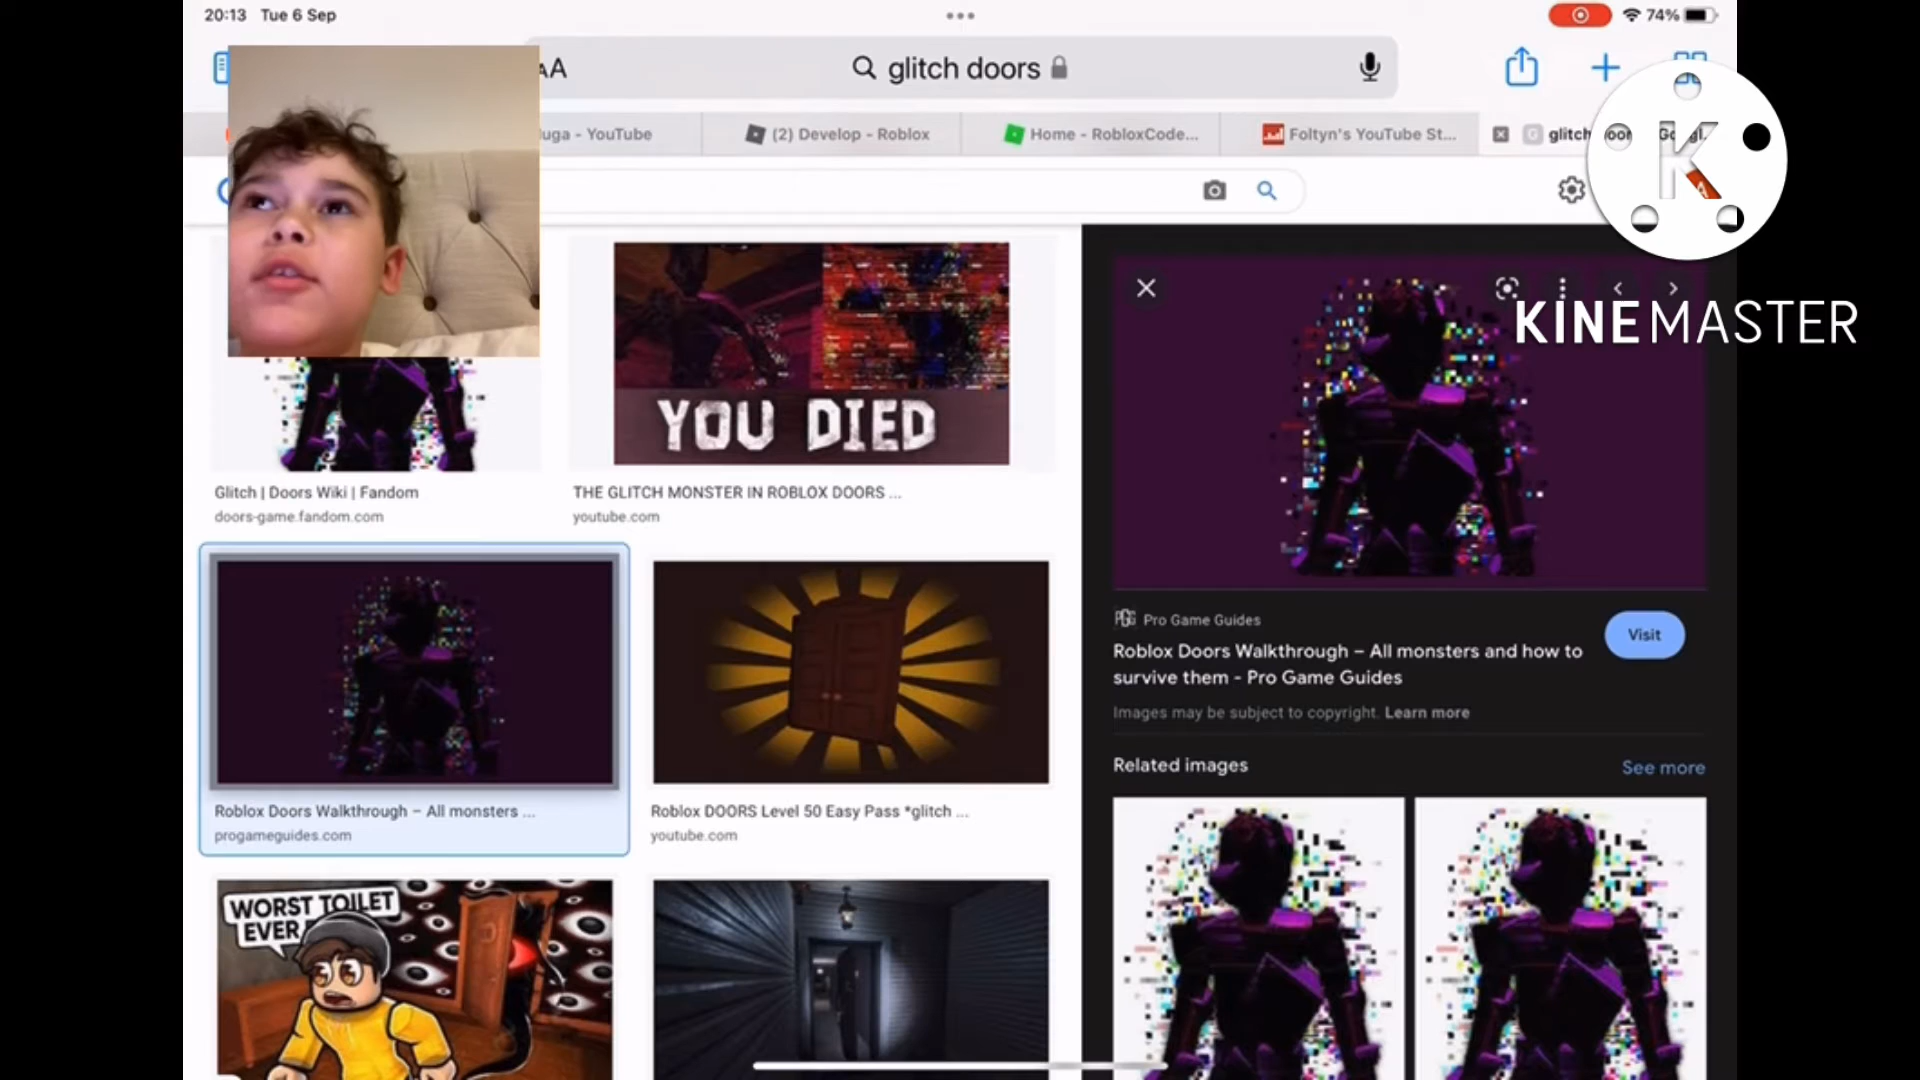 20:13 Tue 6 Sep
74%
AA
glitch doors
uga - YouTube
(2) Develop - Roblox
Home - RobloxCode...
Foltyn's YouTube St...
KINEMASTER
YOU DIED
Glitch | Doors Wiki | Fandom
doors-game.fandom.com
THE GLITCH MONSTER IN ROBLOX DOORS ...
youtube.com
Roblox Doors Walkthrough – All monsters ...
progameguides.com
Roblox DOORS Level 50 Easy Pass *glitch ...
youtube.com
WORST TOILET
EVER
Pro Game Guides
Roblox Doors Walkthrough – All monsters and how to
survive them - Pro Game Guides
Visit
Images may be subject to copyright. Learn more
Related images
See more